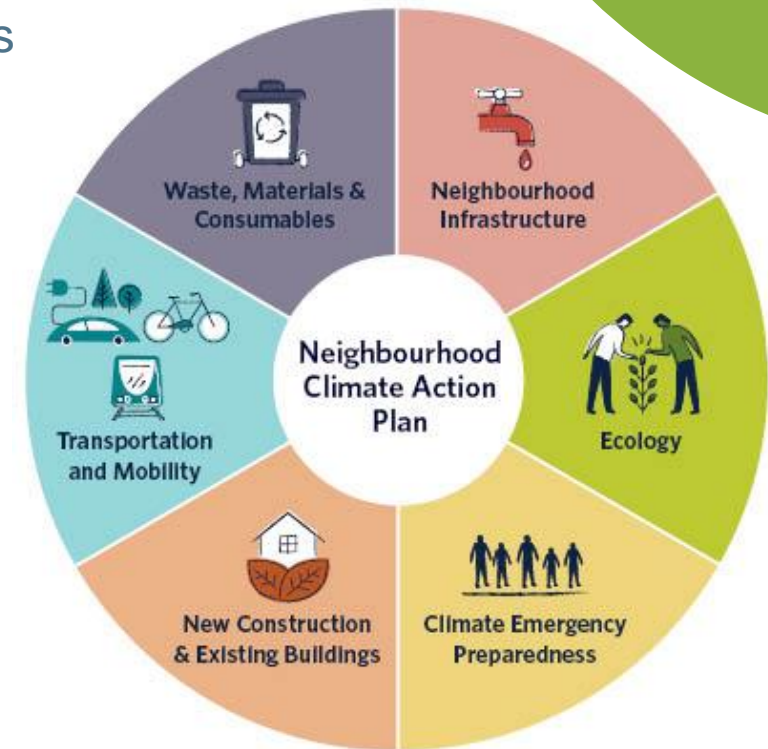 s
Waste, Materials &
Consumables
Neighbourhood
Infrastructure
Transportation
and Mobility
Neighbourhood
Climate Action
Plan
Ecology
New Construction
& Existing Buildings
Climate Emergency
Preparedness